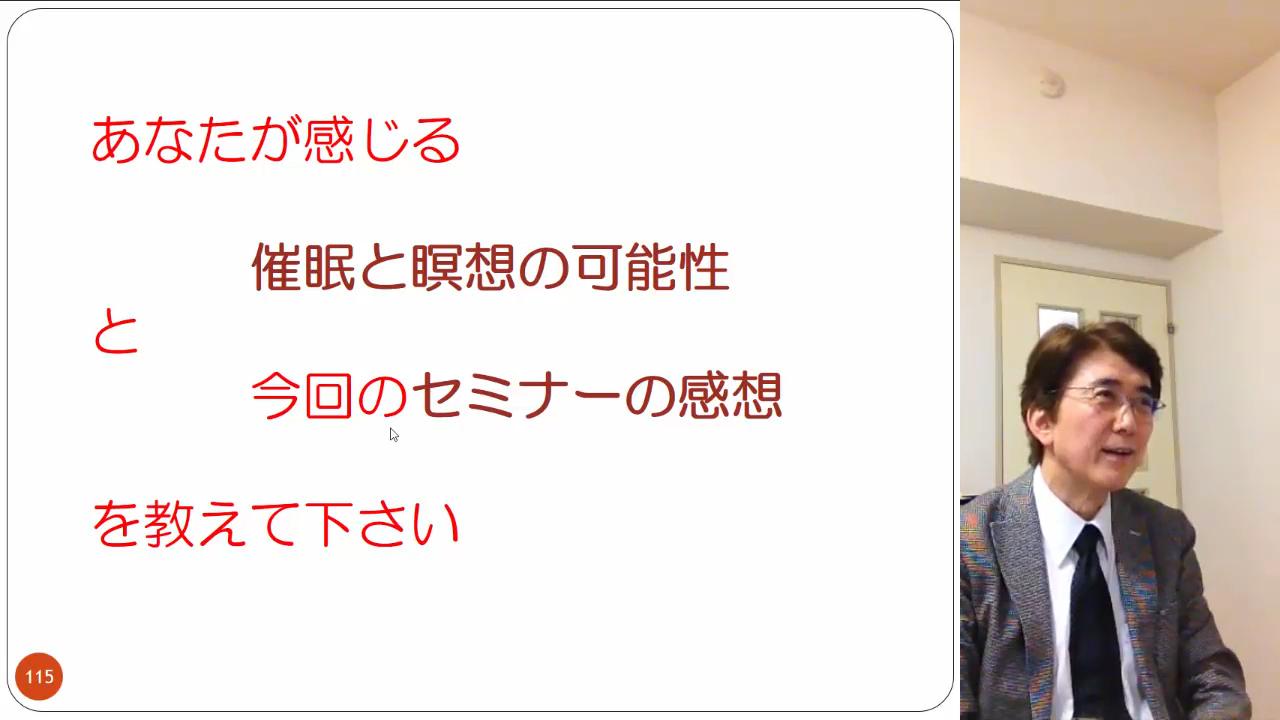 あなたが感じる
催眠と瞑想の可能性
と
今回のセミナーの感想
を教えて下さい
115